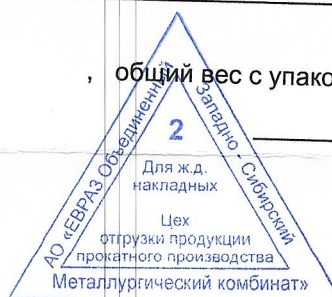 , общий вес с упако
АО «ЕВРАЗ Объединенный
Западно - Сибирский
Металлургический комбинат»
2
Для ж.д.
накладных
Цех
отгрузки продукции
прокатного производства